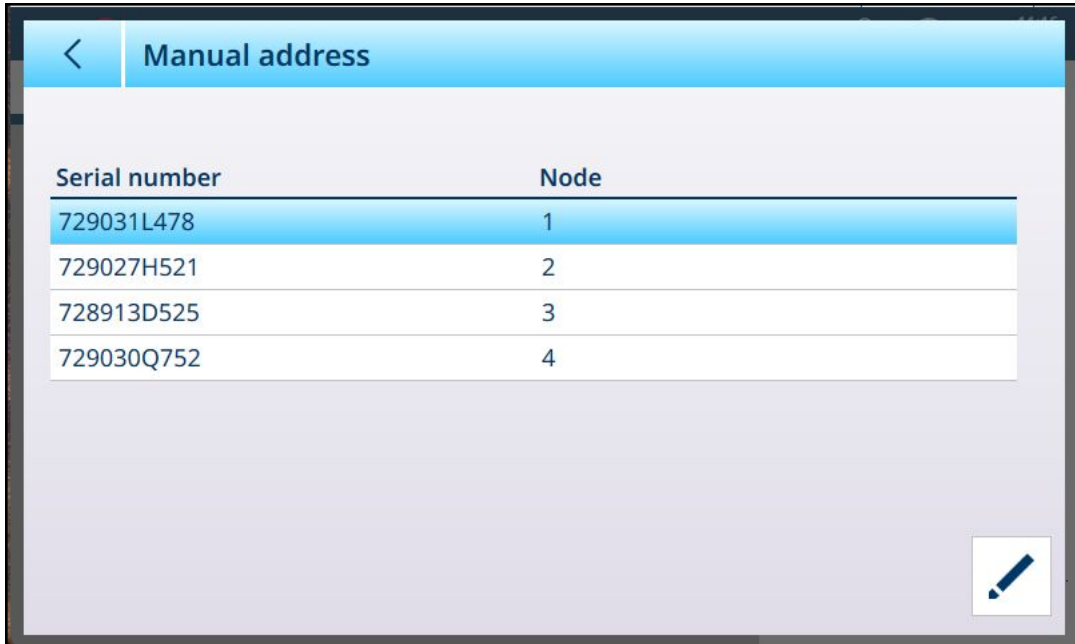 Manual address
Serial number Node
729031L478 1
729027H521 2
728913D525 3
729030Q752 4